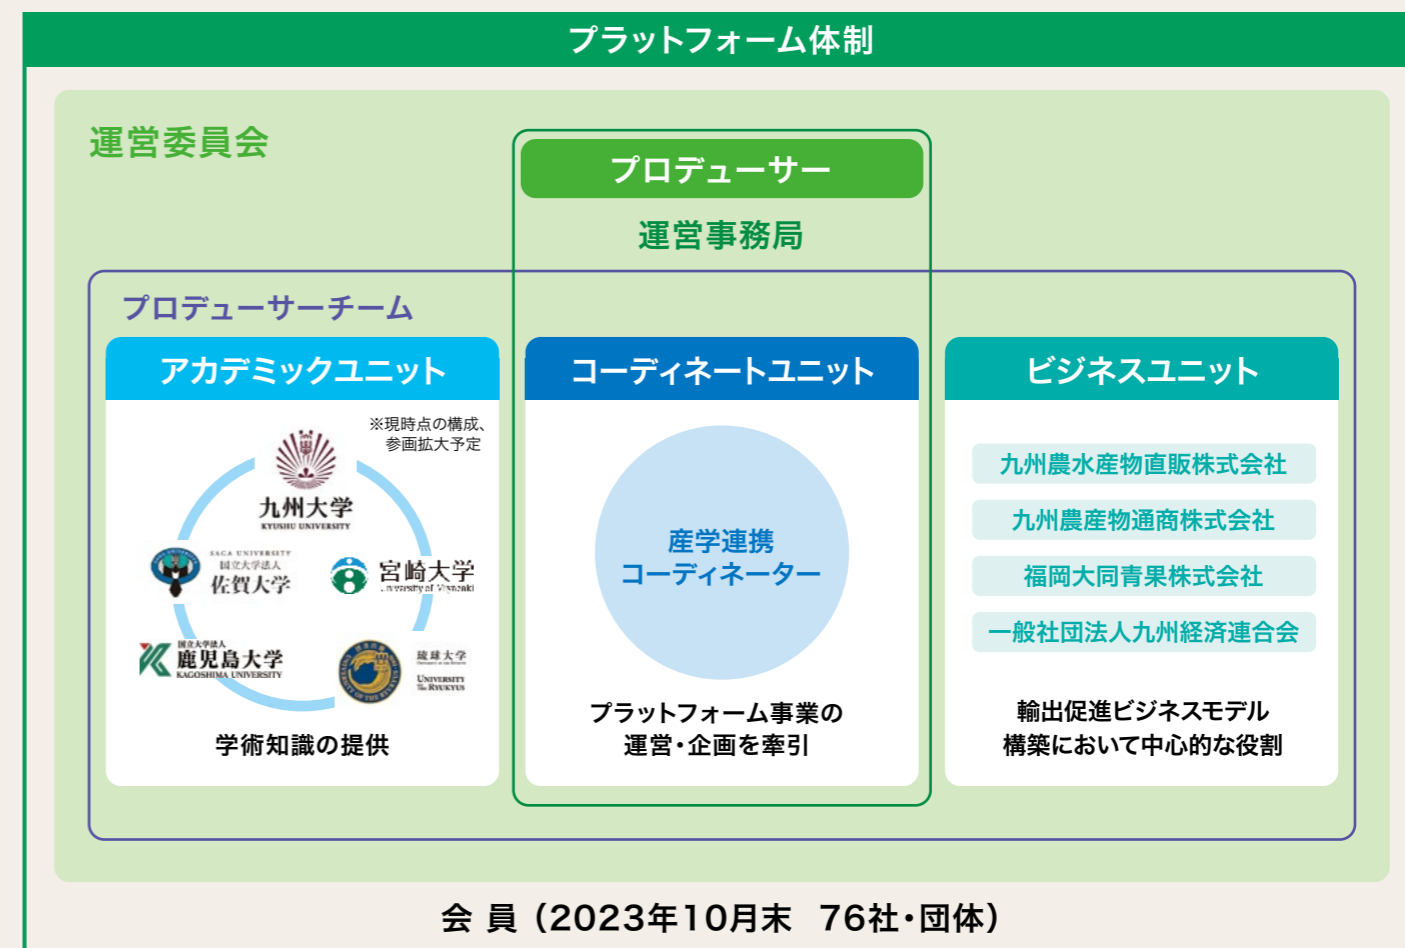 プラットフォーム体制
運営委員会
プロデューサー
運営事務局
プロデューサーチーム
アカデミックユニット
※現時点の構成、
参画拡大予定
九州大学
KYUSHU UNIVERSITY
SAGA UNIVERSITY
国立大学法人
佐賀大学
宮崎大学
University of Miyazaki
国立大学法人
鹿児島大学
KAGOSHIMA UNIVERSITY
琉球大学
UNIVERSITY
OF THE RYUKYUS
学術知識の提供
コーディネートユニット
産学連携
コーディネーター
プラットフォーム事業の
運営・企画を牽引
ビジネスユニット
九州農水産物直販株式会社
九州農産物通商株式会社
福岡大同青果株式会社
一般社団法人九州経済連合会
輸出促進ビジネスモデル
構築において中心的な役割
会 員（2023年10月末 76社・団体）